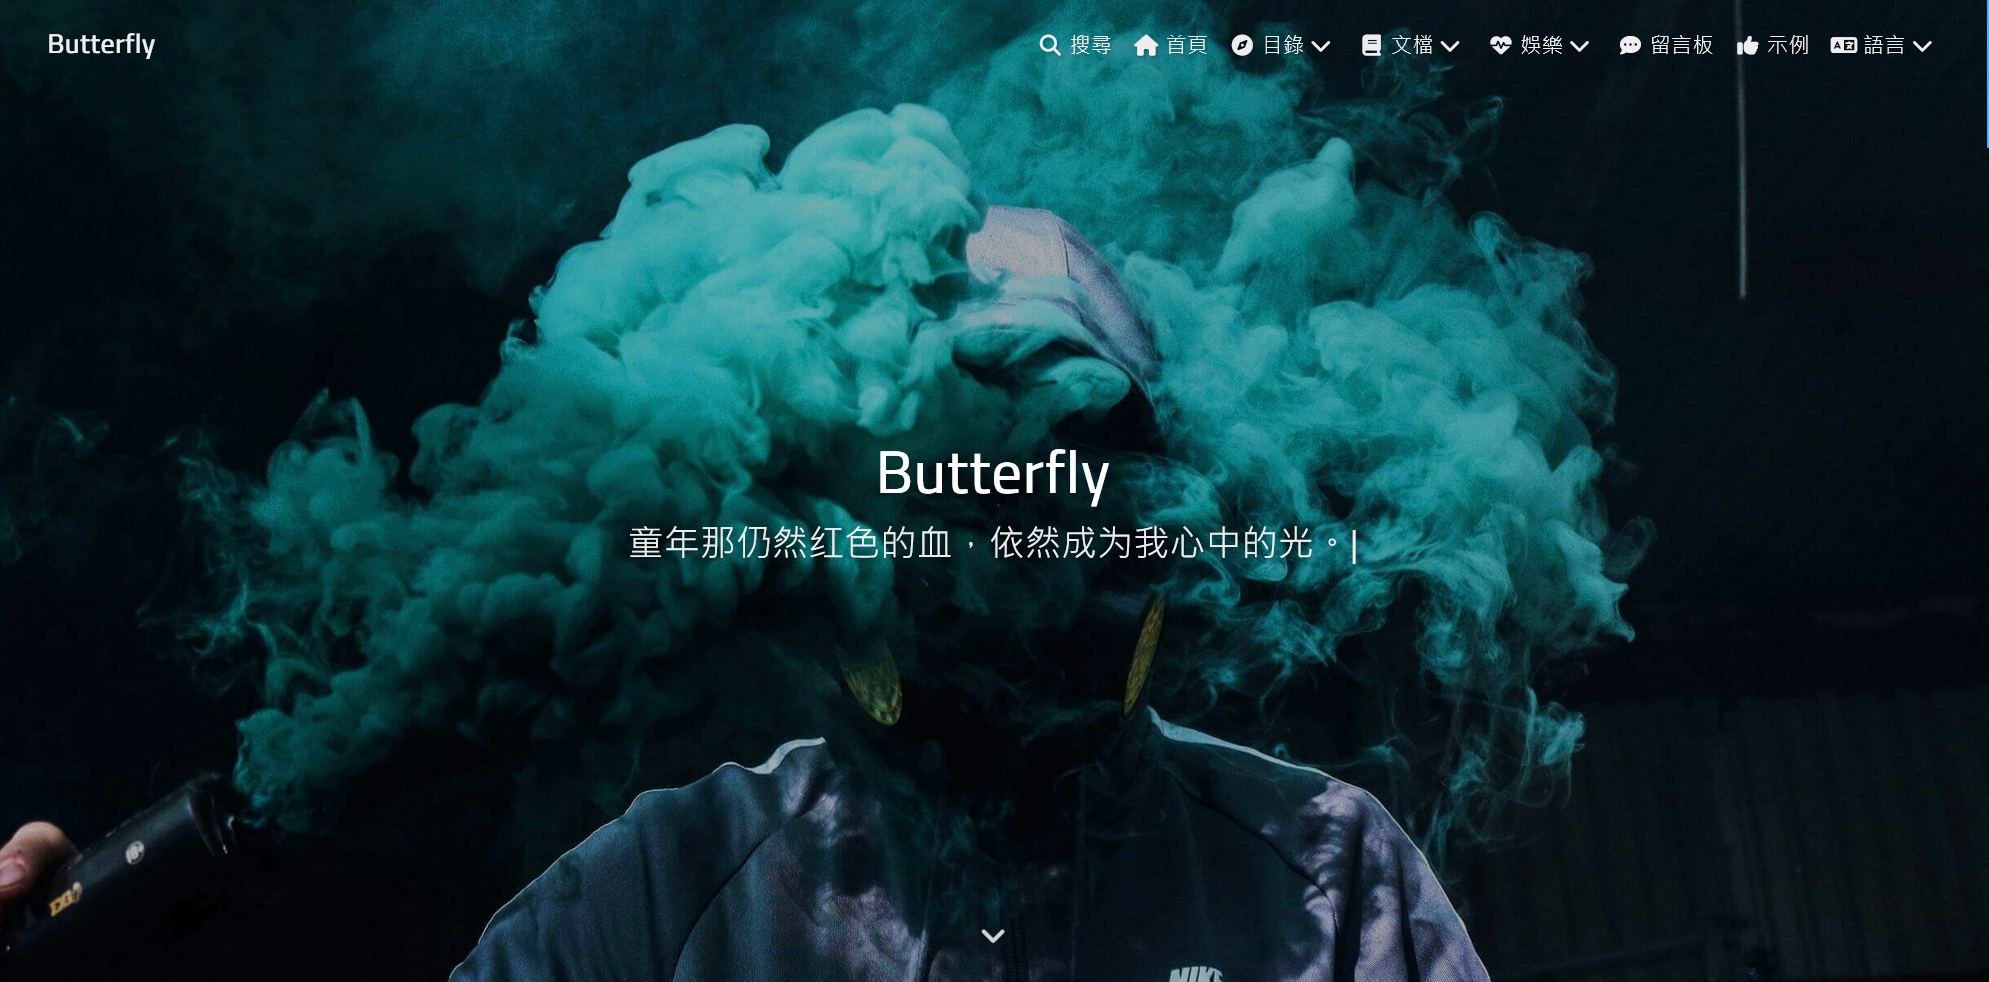 Butterfly
搜尋 首頁 目錄 文檔 娛樂 留言板 示例 語言
Butterfly
童年那仍然红色的血，依然成为我心中的光。|
NIKE